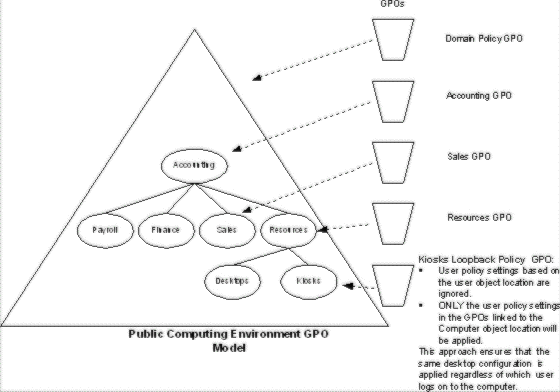 GPOs
Domain Policy GPO
Accounting GPO
Accounting
Sales GPO
Payroll
Finance
Sales
Resources
Resources GPO
Desktops
Kiosks
Kiosks Loopback Policy GPO:
• User policy settings based on
the user object location are
ignored.
• ONLY the user policy settings
in the GPOs linked to the
Computer object location will
be applied.
This approach ensures that the
same desktop configuration is
applied regardless of which user
logs on to the computer.
Public Computing Environment GPO
Model